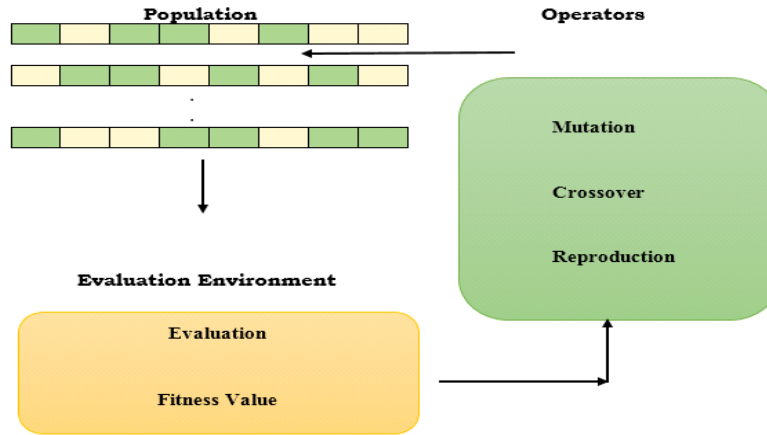 Population
Operators
Mutation
Crossover
Reproduction
Evaluation Environment
Evaluation
Fitness Value